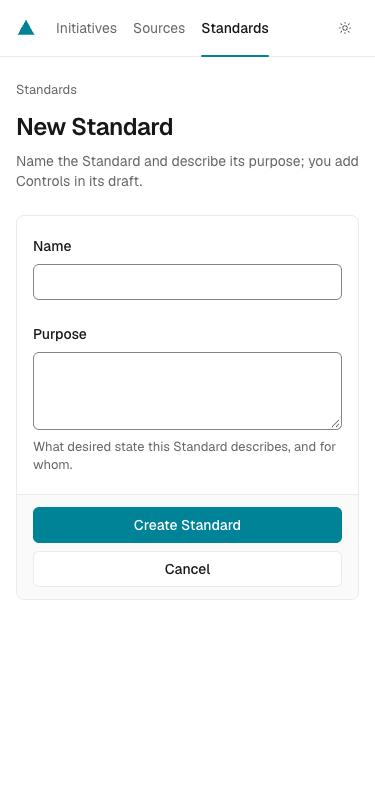 Initiatives Sources Standards
Standards
New Standard
Name the Standard and describe its purpose; you add
Controls in its draft.
Name
Purpose
What desired state this Standard describes, and for
whom.
Create Standard
Cancel